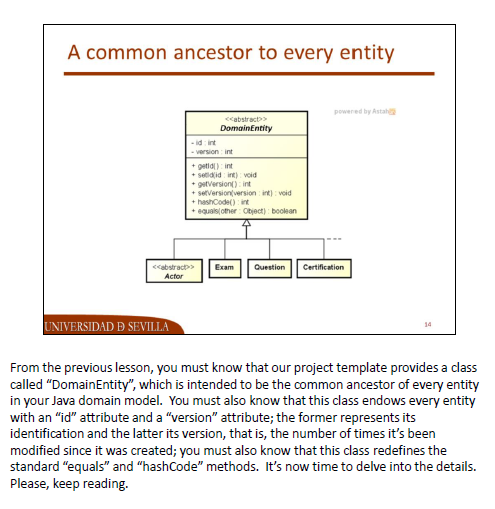 A common ancestor to every entity
powered by Astah
<<abstract>>
DomainEntity
- id : int
- version : int
+ getId() : int
+ setId(id : int) : void
+ getVersion() : int
+ setVersion(version : int) : void
+ hashCode() : int
+ equals(other : Object) : boolean
<<abstract>>
Actor
Exam
Question
Certification
UNIVERSIDAD Ð SEVILLA
14
From the previous lesson, you must know that our project template provides a class
called “DomainEntity”, which is intended to be the common ancestor of every entity
in your Java domain model.  You must also know that this class endows every entity
with an “id” attribute and a “version” attribute; the former represents its
identification and the latter its version, that is, the number of times it’s been
modified since it was created; you must also know that this class redefines the
standard “equals” and “hashCode” methods.  It’s now time to delve into the details.
Please, keep reading.